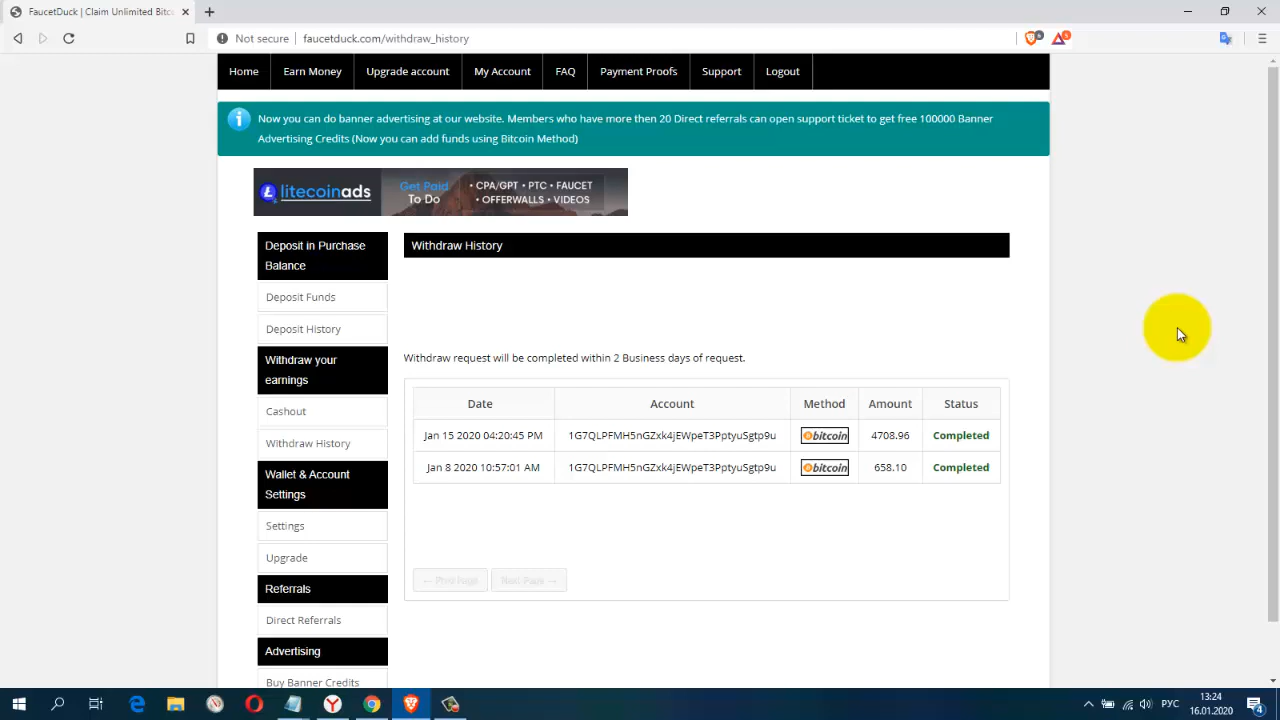 FaucetDuck | Claim Unlimited Bitc
Not secure faucetduck.com/withdraw_history
6 5
Home Earn Money Upgrade account My Account FAQ Payment Proofs Support Logout
Now you can do banner advertising at our website. Members who have more then 20 Direct referrals can open support ticket to get free 100000 Banner
Advertising Credits (Now you can add funds using Bitcoin Method)
litecoinads Get Paid To Do
• CPA/GPT • PTC • FAUCET
• OFFERWALLS • VIDEOS
Deposit in Purchase
Balance
Deposit Funds
Deposit History
Withdraw your
earnings
Cashout
Withdraw History
Wallet & Account
Settings
Settings
Upgrade
Referrals
Direct Referrals
Advertising
Buy Banner Credits
Withdraw History
Withdraw request will be completed within 2 Business days of request.
Date Account Method Amount Status
Jan 15 2020 04:20:45 PM 1G7QLPFMH5nGZxk4jEWpeT3PptyuSgtp9u bitcoin 4708.96 Completed
Jan 8 2020 10:57:01 AM 1G7QLPFMH5nGZxk4jEWpeT3PptyuSgtp9u bitcoin 658.10 Completed
← Prev Page Next Page →
РУС
13:24
16.01.2020
4